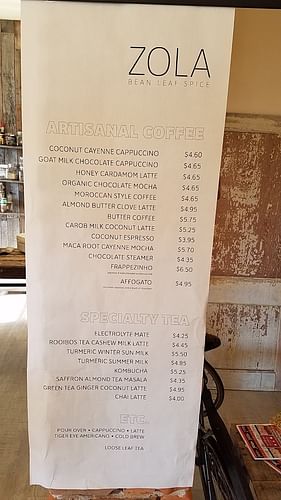 ZOLA
BEAN LEAF SPICE
ARTISANAL COFFEE
COCONUT CAYENNE CAPPUCCINO $4.60
GOAT MILK CHOCOLATE CAPPUCCINO $4.65
HONEY CARDAMOM LATTE $4.65
ORGANIC CHOCOLATE MOCHA $4.65
MOROCCAN STYLE COFFEE $4.65
ALMOND BUTTER CLOVE LATTE $4.95
BUTTER COFFEE $5.75
CAROB MILK COCONUT LATTE $5.25
COCONUT ESPRESSO $3.95
MACA ROOT CAYENNE MOCHA $5.70
CHOCOLATE STEAMER $4.35
FRAPPEZINHO $6.50
AFFOGATO $4.95
SPECIALTY TEA
ELECTROLYTE MATE $4.25
ROOIBOS TEA CASHEW MILK LATTE $4.45
TURMERIC WINTER SUN MILK $5.50
TURMERIC SUMMER MILK $4.85
KOMBUCHA $5.25
SAFFRON ALMOND TEA MASALA $4.35
GREEN TEA GINGER COCONUT LATTE $4.95
CHAI LATTE $4.00
ETC.
POUR OVER • CAPPUCCINO • LATTE
TIGER EYE AMERICANO • COLD BREW
LOOSE LEAF TEA